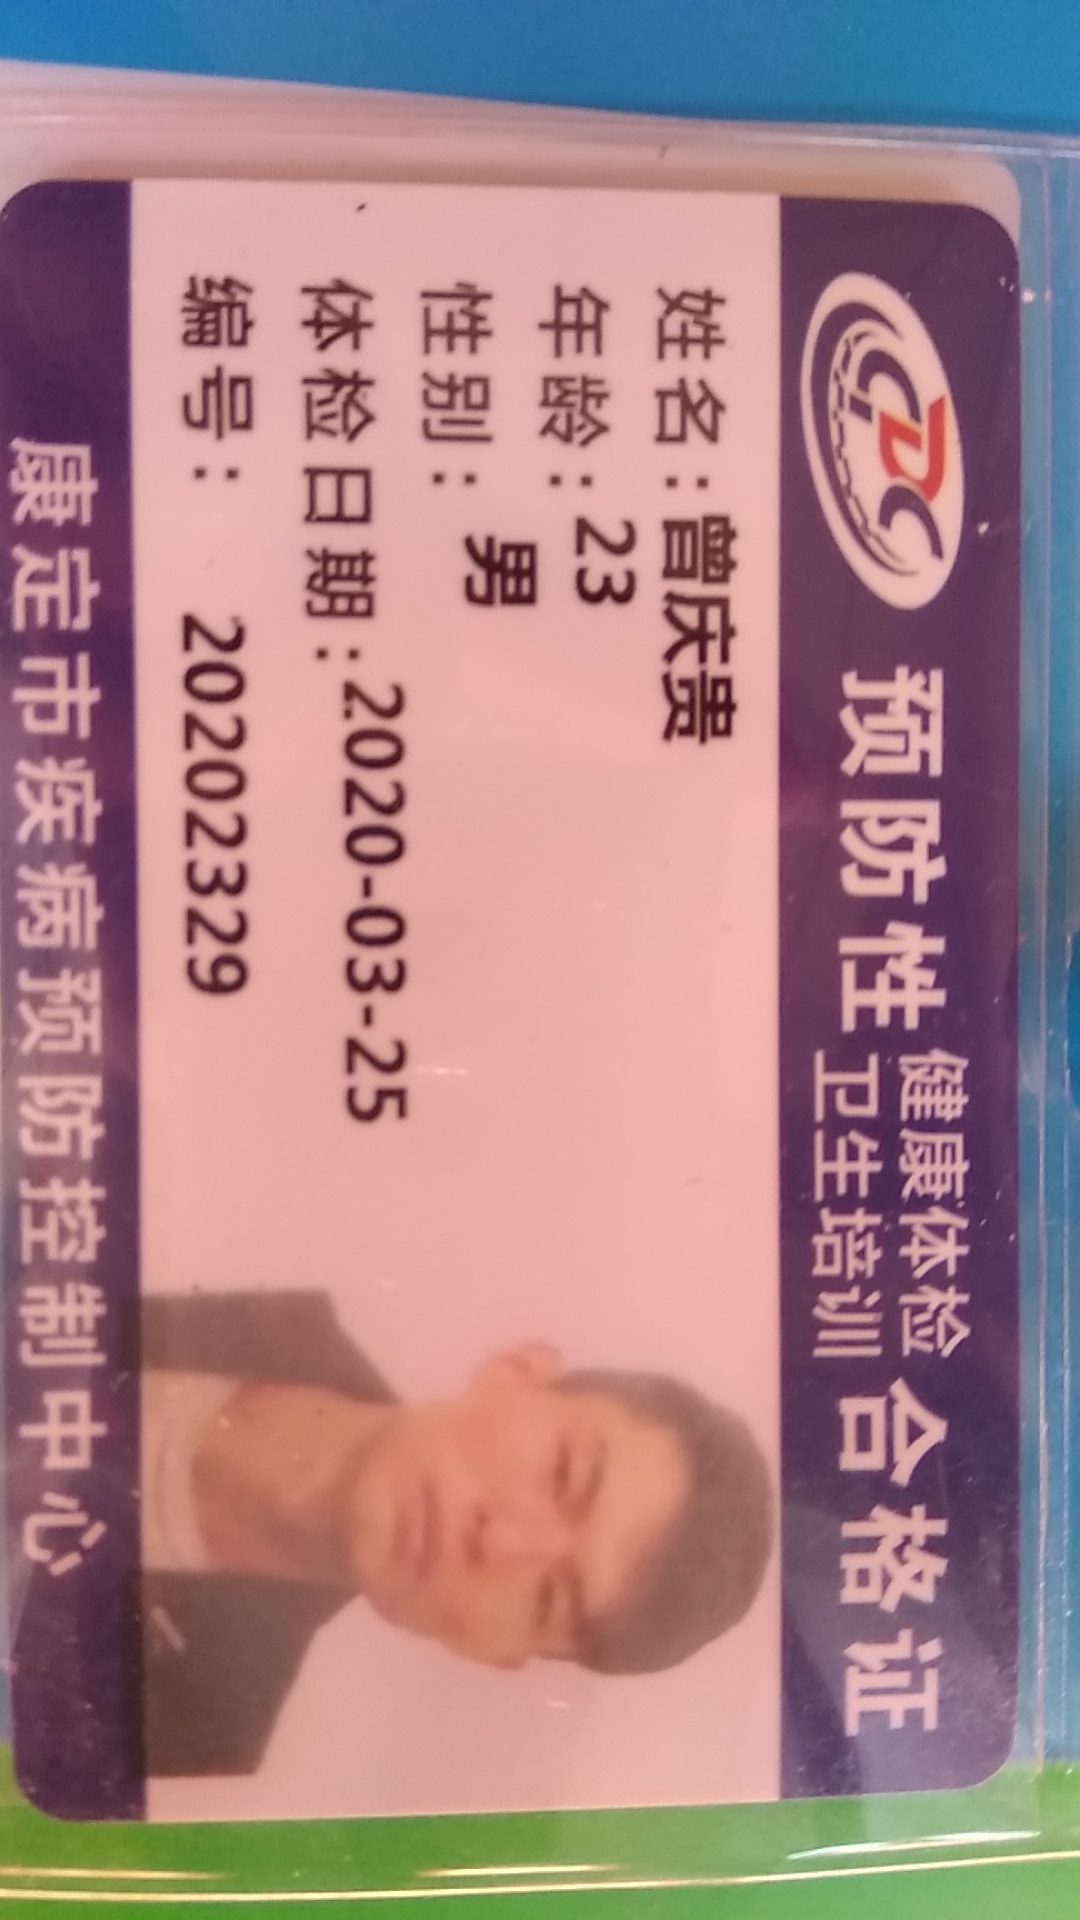 CDC
预防性 健康体检 合格证
卫生培训
姓名：曾庆贵
年龄：23
性别：男
体检日期：2020-03-25
编号：202002329
康定市疾病预防控制中心